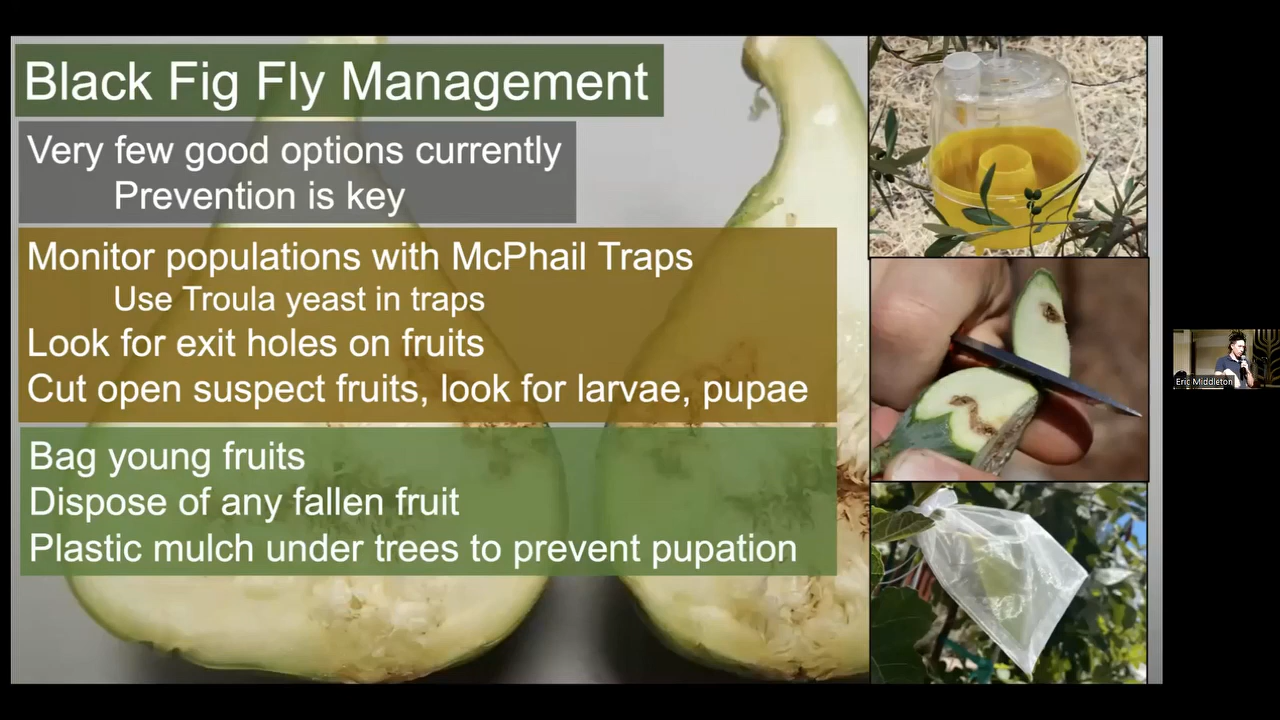 Black Fig Fly Management
Very few good options currently
Prevention is key
Monitor populations with McPhail Traps
Use Troula yeast in traps
Look for exit holes on fruits
Cut open suspect fruits, look for larvae, pupae
Bag young fruits
Dispose of any fallen fruit
Plastic mulch under trees to prevent pupation
Eric Middleton